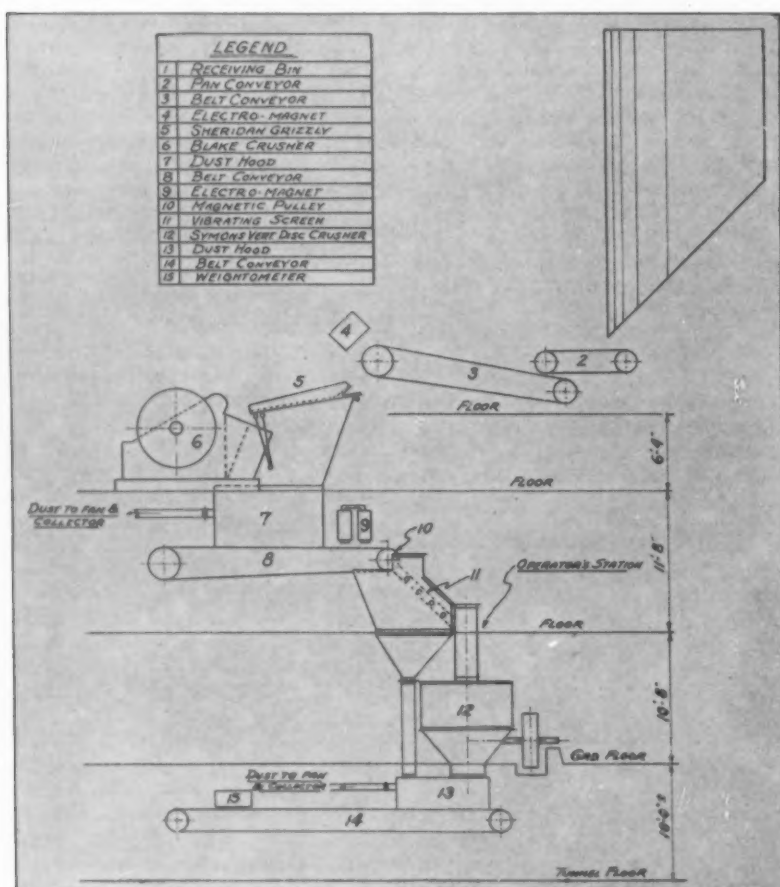 LEGEND
1 RECEIVING BIN
2 PAN CONVEYOR
3 BELT CONVEYOR
4 ELECTRO-MAGNET
5 SHERIDAN GRIZZLY
6 BLAKE CRUSHER
7 DUST HOOD
8 BELT CONVEYOR
9 ELECTRO-MAGNET
10 MAGNETIC PULLEY
11 VIBRATING SCREEN
12 SYMONS VERT DISC CRUSHER
13 DUST HOOD
14 BELT CONVEYOR
15 WEIGHTOMETER
4
2
3
5
FLOOR
6
6'-4"
FLOOR
DUST TO FAN &
COLLECTOR
7
9
10
8
11
OPERATOR'S STATION
11'-8"
FLOOR
12
10'-8"
GRD FLOOR
DUST TO FAN
& COLLECTOR
13
15
14
TUNNEL FLOOR